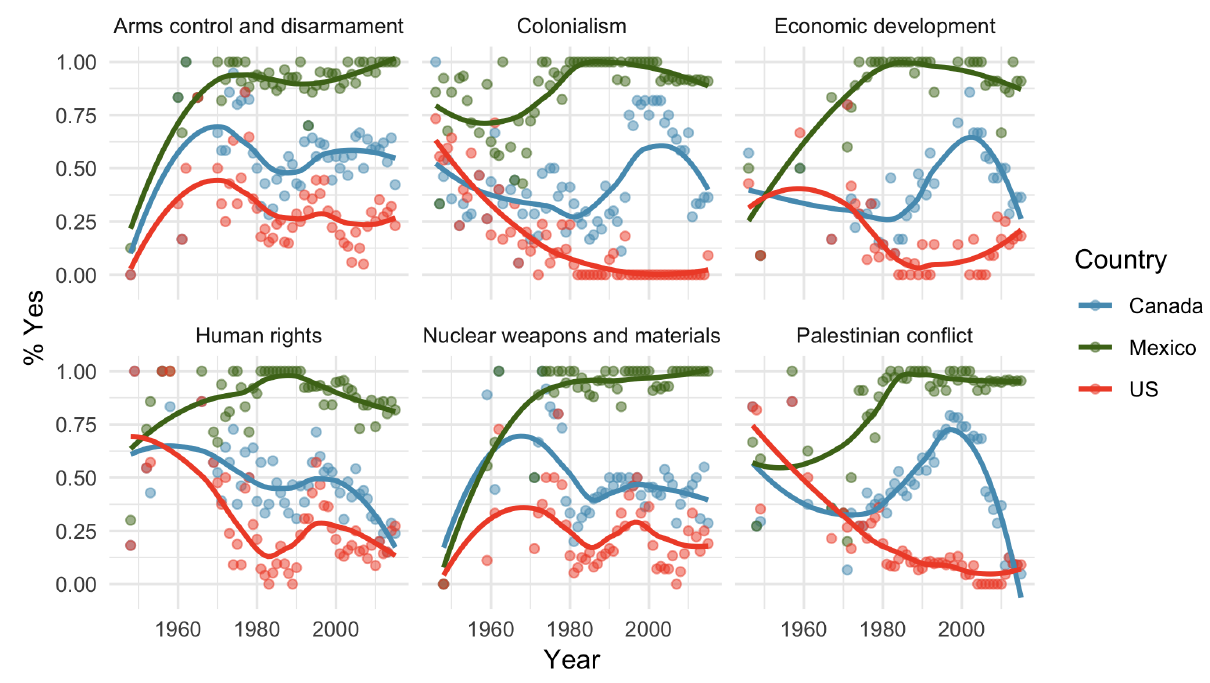 Arms control and disarmament
Colonialism
Economic development
1.00
0.75
0.50
0.25
0.00
Human rights
Nuclear weapons and materials
Palestinian conflict
1.00
0.75
0.50
0.25
0.00
1960 1980 2000
1960 1980 2000
1960 1980 2000
% Yes
Year
Country
Canada
Mexico
US